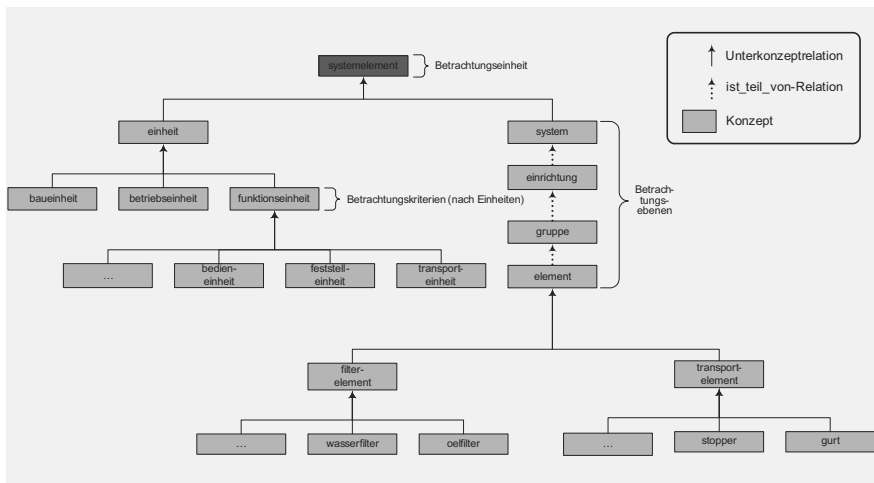 systemelement
Betrachtungseinheit
Unterkonzeptrelation
ist_teil_von-Relation
Konzept
einheit
system
einrichtung
baueinheit
betriebseinheit
funktionseinheit
Betrachtungskriterien (nach Einheiten)
Betrach-
tungs-
ebenen
gruppe
...
bedien-
einheit
feststell-
einheit
transport-
einheit
element
filter-
element
transport-
element
...
wasserfilter
oelfilter
...
stopper
gurt